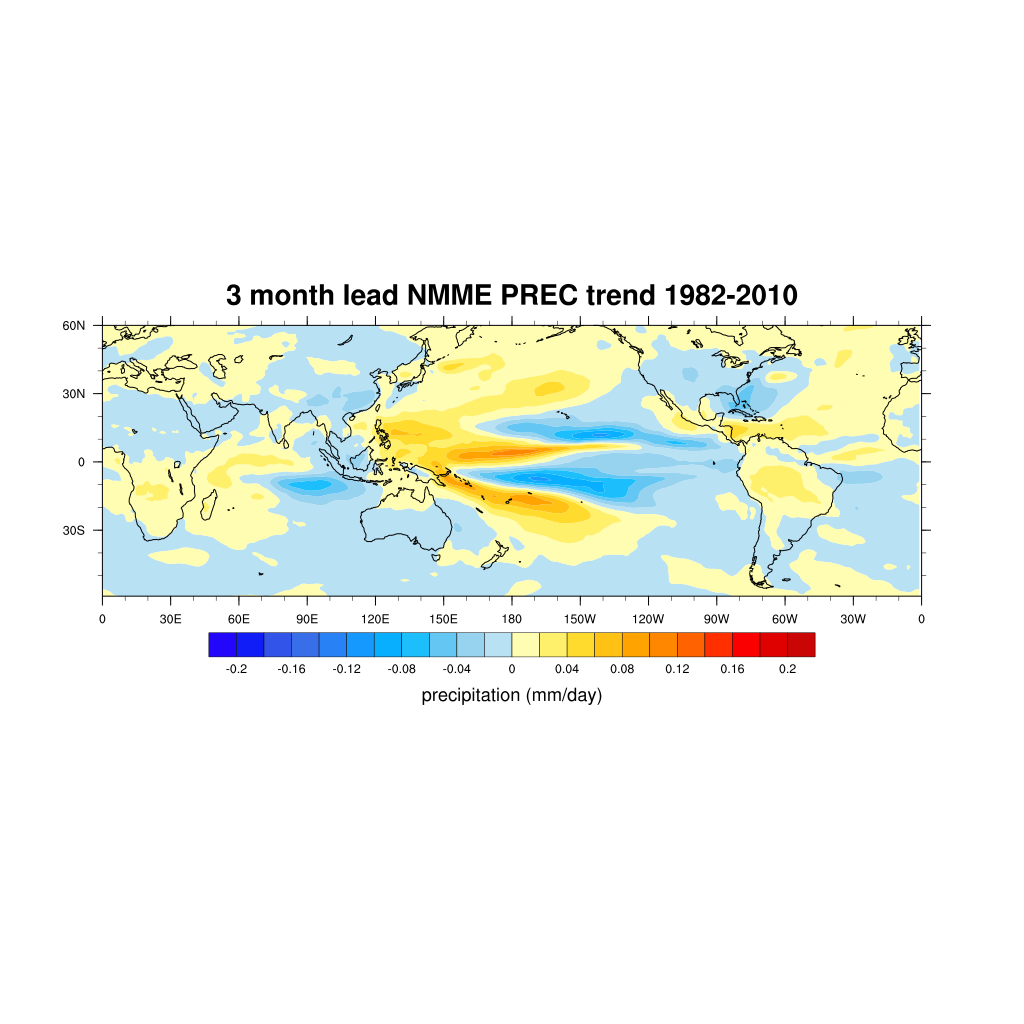 3 month lead NMME PREC trend 1982-2010
60N
30N
0
30S
0 30E 60E 90E 120E 150E 180 150W 120W 90W 60W 30W 0
-0.2 -0.16 -0.12 -0.08 -0.04 0 0.04 0.08 0.12 0.16 0.2
precipitation (mm/day)